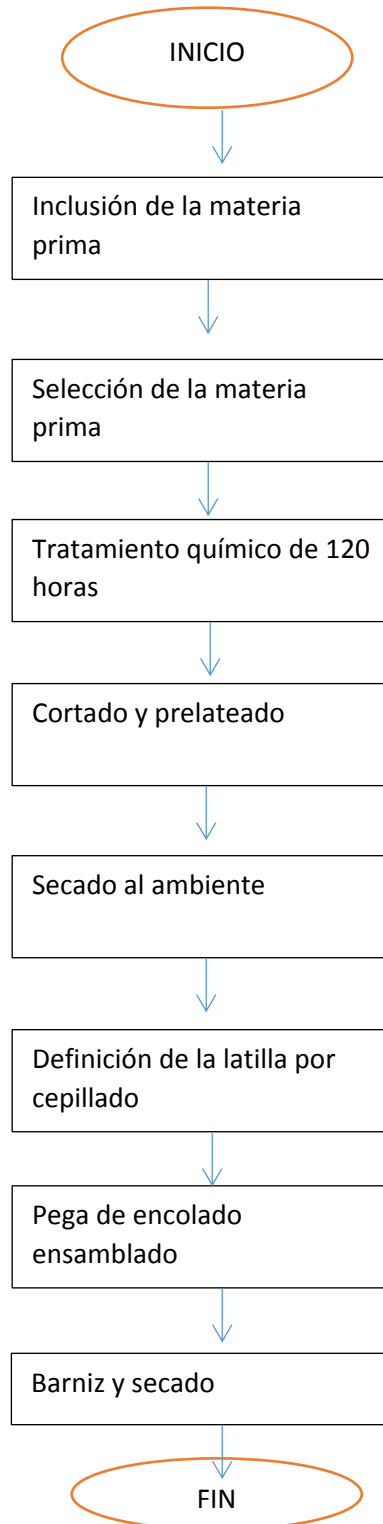 INICIO
Inclusión de la materia
prima
Selección de la materia
prima
Tratamiento químico de 120
horas
Cortado y prelateado
Secado al ambiente
Definición de la latilla por
cepillado
Pega de encolado
ensamblado
Barniz y secado
FIN